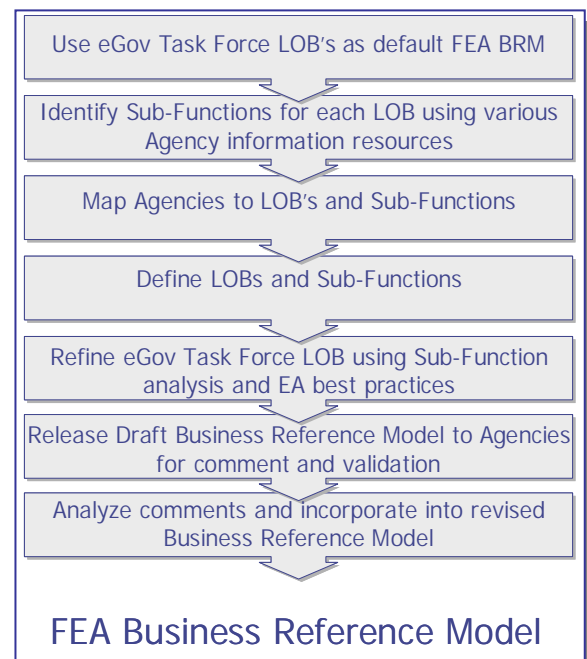 Use eGov Task Force LOB's as default FEA BRM
Identify Sub-Functions for each LOB using various
Agency information resources
Map Agencies to LOB's and Sub-Functions
Define LOBs and Sub-Functions
Refine eGov Task Force LOB using Sub-Function
analysis and EA best practices
Release Draft Business Reference Model to Agencies
for comment and validation
Analyze comments and incorporate into revised
Business Reference Model
FEA Business Reference Model